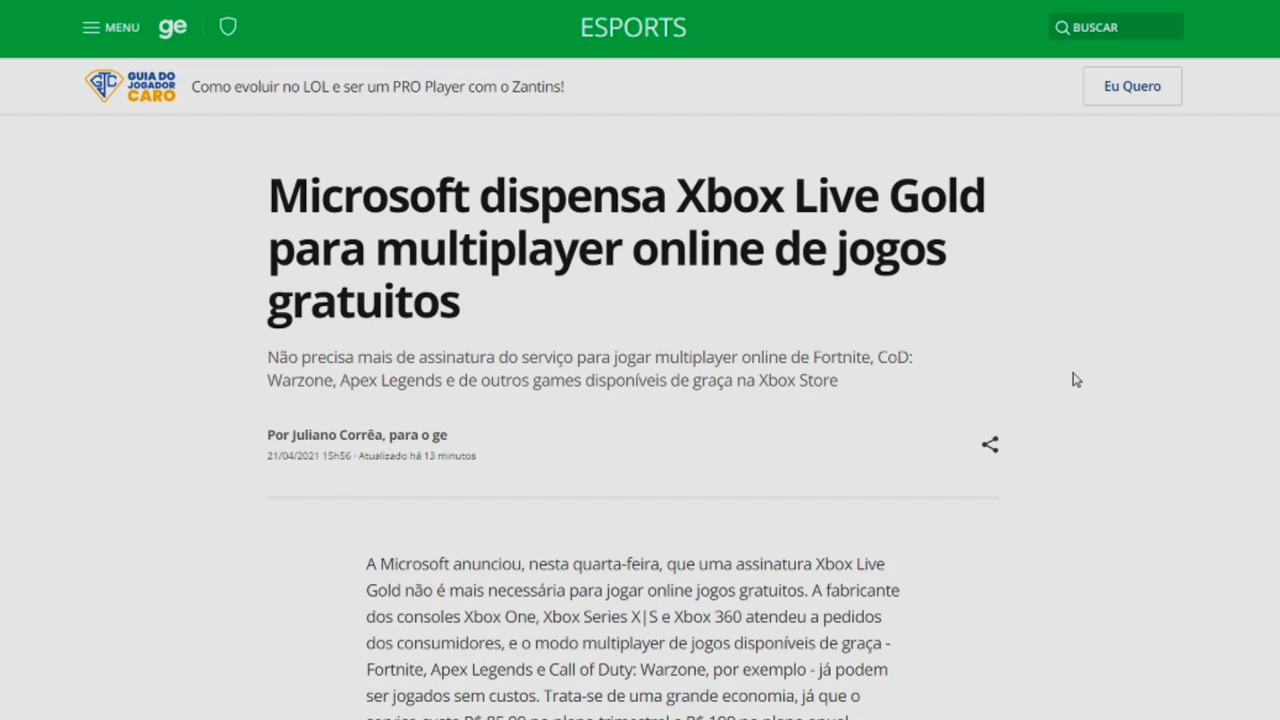 MENU
ge
ESPORTS
BUSCAR
GTC
GUIA DO
JOGADOR
CARO
Como evoluir no LOL e ser um PRO Player com o Zantins!
Eu Quero
Microsoft dispensa Xbox Live Gold
para multiplayer online de jogos
gratuitos
Não precisa mais de assinatura do serviço para jogar multiplayer online de Fortnite, CoD:
Warzone, Apex Legends e de outros games disponíveis de graça na Xbox Store
Por Juliano Corrêa, para o ge
21/04/2021 15h56 · Atualizado há 13 minutos
A Microsoft anunciou, nesta quarta-feira, que uma assinatura Xbox Live
Gold não é mais necessária para jogar online jogos gratuitos. A fabricante
dos consoles Xbox One, Xbox Series X|S e Xbox 360 atendeu a pedidos
dos consumidores, e o modo multiplayer de jogos disponíveis de graça -
Fortnite, Apex Legends e Call of Duty: Warzone, por exemplo - já podem
ser jogados sem custos. Trata-se de uma grande economia, já que o